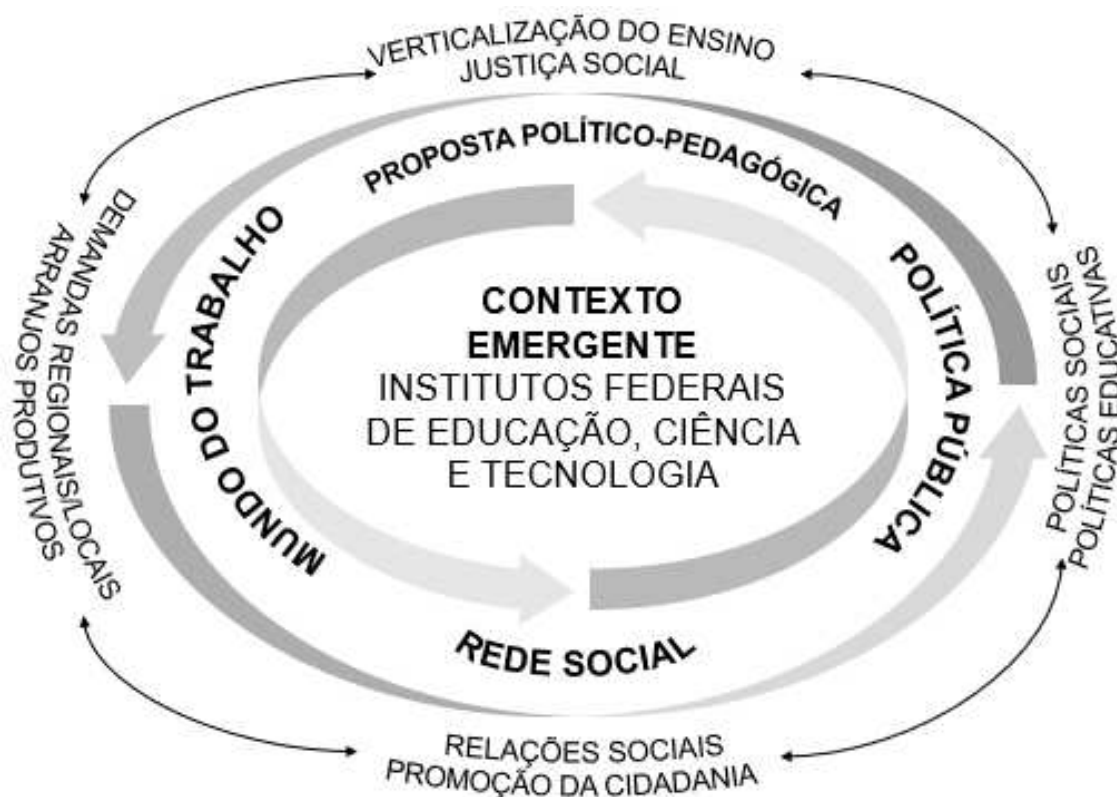 VERTICALIZAÇÃO DO ENSINO
JUSTIÇA SOCIAL
PROPOSTA POLÍTICO-PEDAGÓGICA
DEMANDAS REGIONAIS/LOCAIS
ARRANJOS PRODUTIVOS
MUNDO DO TRABALHO
CONTEXTO
EMERGENTE
INSTITUTOS FEDERAIS
DE EDUCAÇÃO, CIÊNCIA
E TECNOLOGIA
POLÍTICA PÚBLICA
POLÍTICAS SOCIAIS
POLÍTICAS EDUCATIVAS
REDE SOCIAL
RELAÇÕES SOCIAIS
PROMOÇÃO DA CIDADANIA